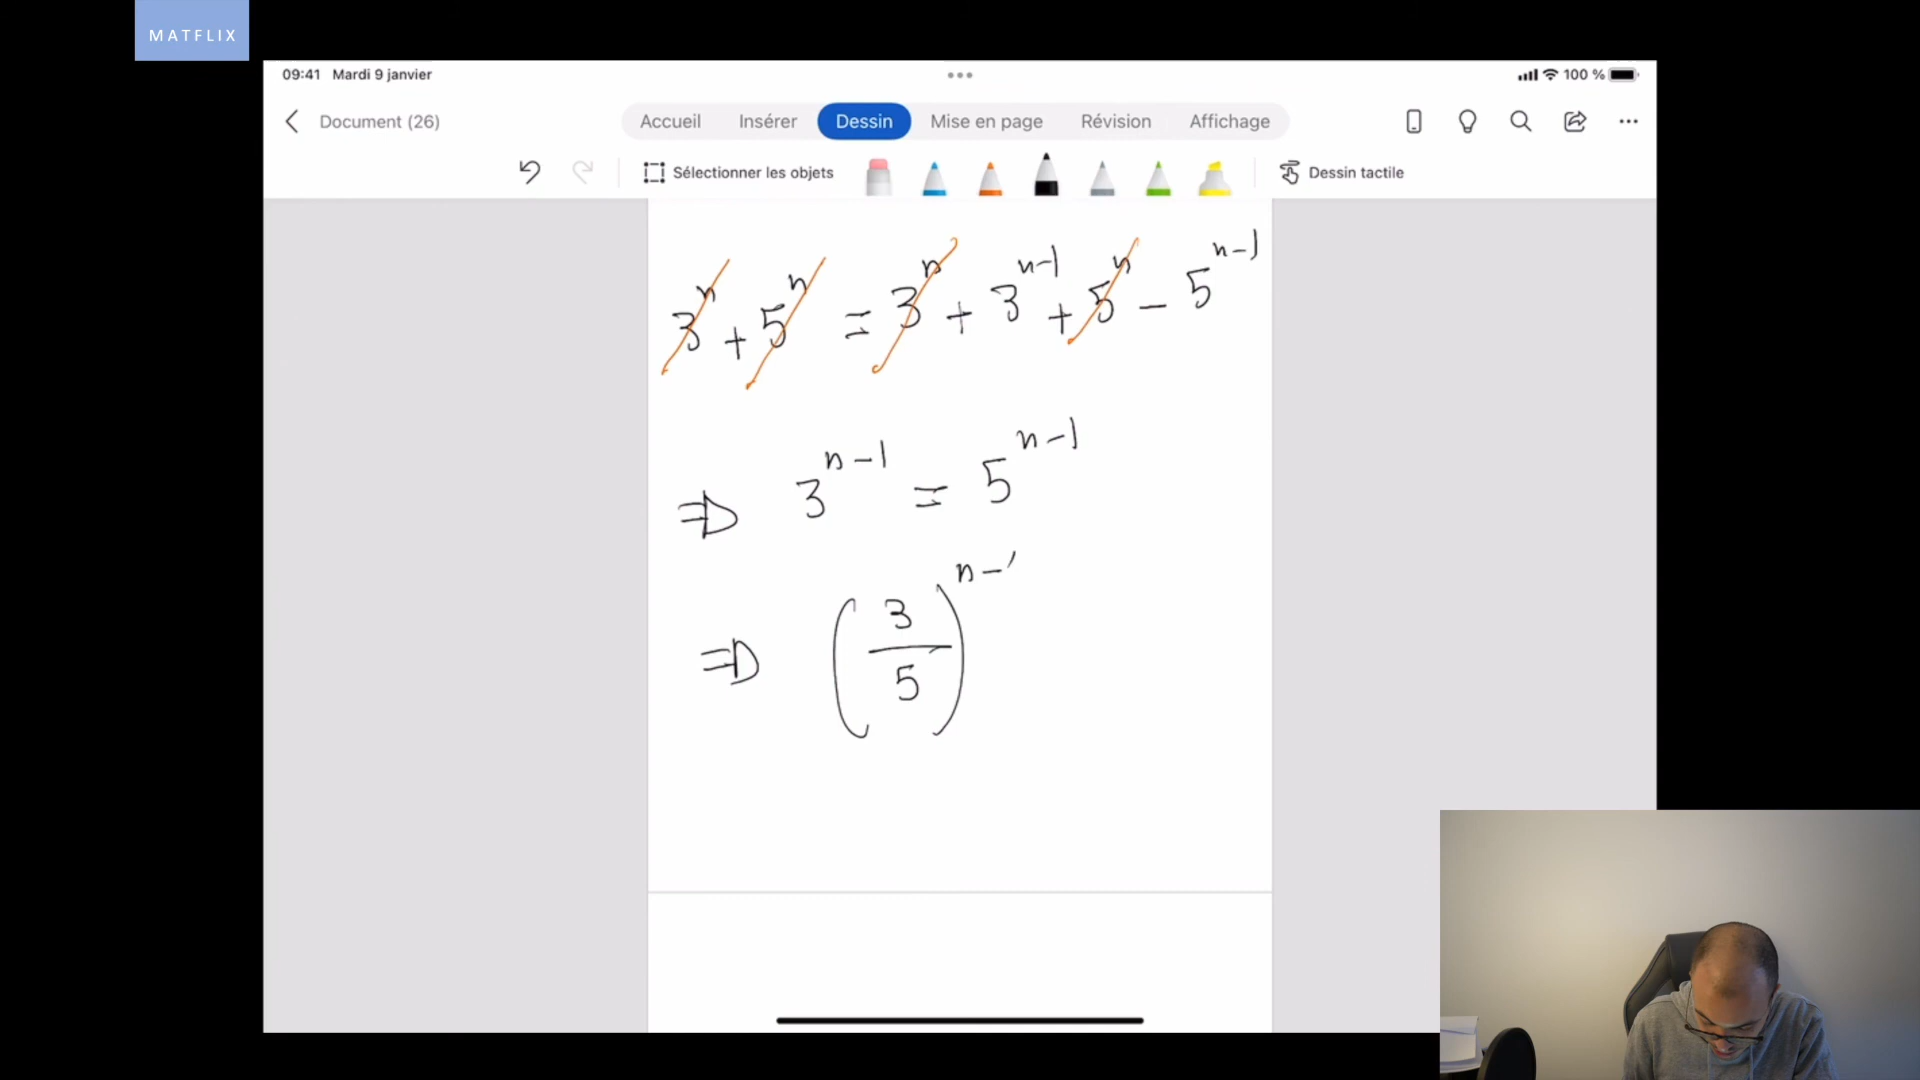 MATFLIX
09:41 Mardi 9 janvier
100 %
Document (26)
Accueil Insérer Dessin Mise en page Révision Affichage
Sélectionner les objets
Dessin tactile
3^n + 5^n = 3^n + 3^{n-1} + 5^n - 5^{n-1}
⇒ 3^{n-1} = 5^{n-1}
⇒ (3/5)^{n-1}